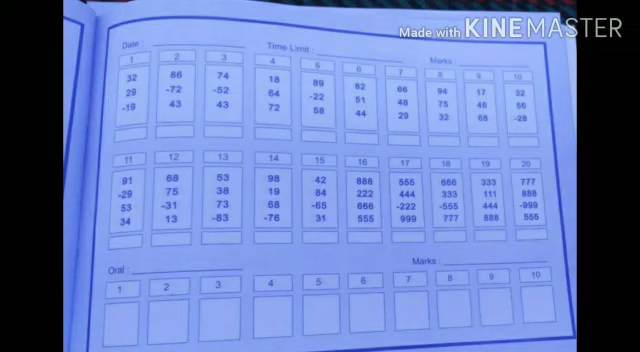 Made with KINEMASTER
Date : Time Limit : Marks :
1 2 3 4 5 6 7 8 9 10
32 86 74 18 89 82 66 94 17 32
29 -72 -52 64 -22 51 48 75 46 56
-19 43 43 72 58 44 29 32 68 -28
11 12 13 14 15 16 17 18 19 20
91 68 53 98 42 888 555 666 333 777
-29 75 38 19 84 222 444 333 111 888
53 -31 73 68 -65 666 -222 -555 444 -999
34 13 -83 -76 31 555 999 777 888 555
Oral : Marks :
1 2 3 4 5 6 7 8 9 10